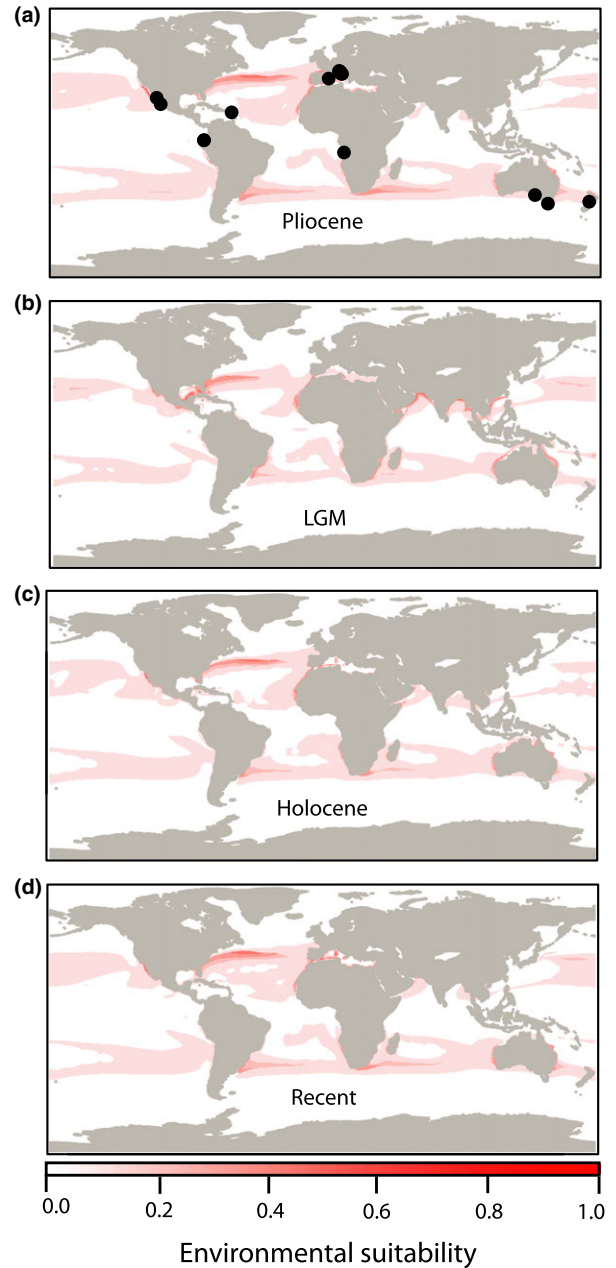 (a)
Pliocene
(b)
LGM
(c)
Holocene
(d)
Recent
0.0 0.2 0.4 0.6 0.8 1.0
Environmental suitability